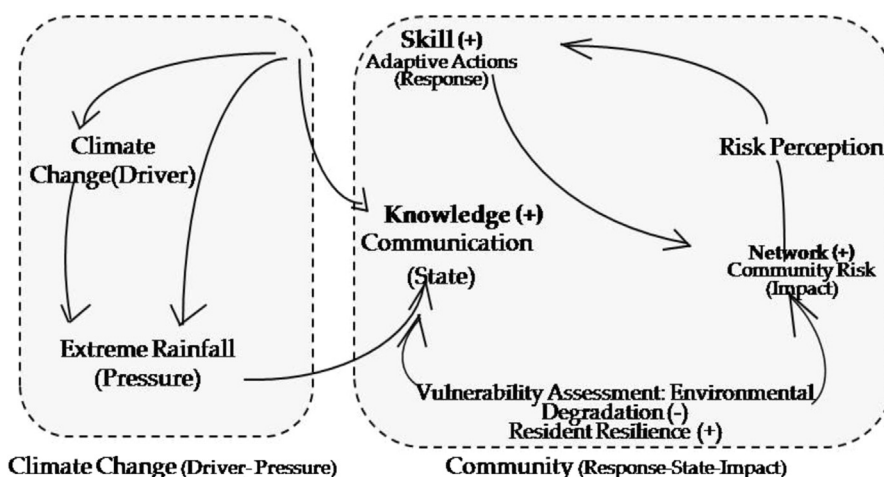 Climate
Change(Driver)
Extreme Rainfall
(Pressure)
Climate Change (Driver-Pressure)
Skill (+)
Adaptive Actions
(Response)
Risk Perception
Knowledge (+)
Communication
(State)
Network (+)
Community Risk
(Impact)
Vulnerability Assessment: Environmental
Degradation (-)
Resident Resilience (+)
Community (Response-State-Impact)